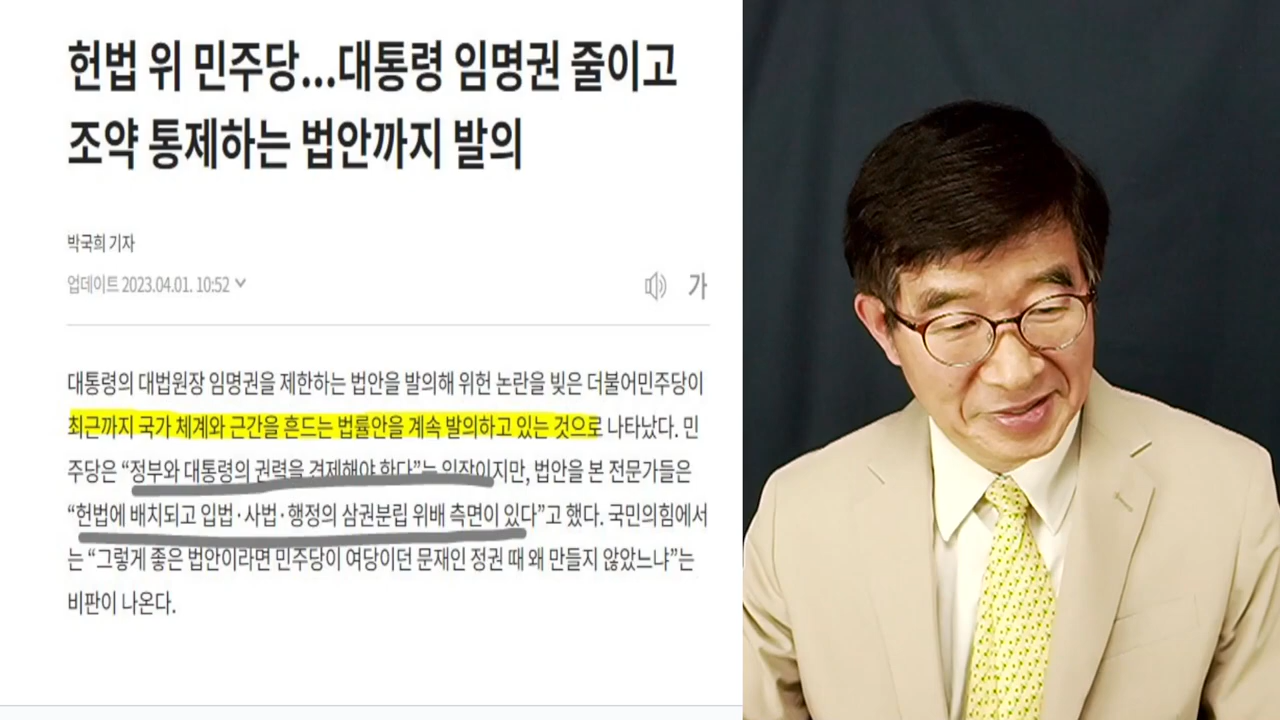 헌법 위 민주당...대통령 임명권 줄이고
조약 통제하는 법안까지 발의
박국희 기자
업데이트 2023.04.01. 10:52
가
대통령의 대법원장 임명권을 제한하는 법안을 발의해 위헌 논란을 빚은 더불어민주당이
최근까지 국가 체계와 근간을 흔드는 법률안을 계속 발의하고 있는 것으로 나타났다. 민
주당은 “정부와 대통령의 권력을 견제해야 한다”는 입장이지만, 법안을 본 전문가들은
“헌법에 배치되고 입법·사법·행정의 삼권분립 위배 측면이 있다”고 했다. 국민의힘에서
는 “그렇게 좋은 법안이라면 민주당이 여당이던 문재인 정권 때 왜 만들지 않았느냐”는
비판이 나온다.